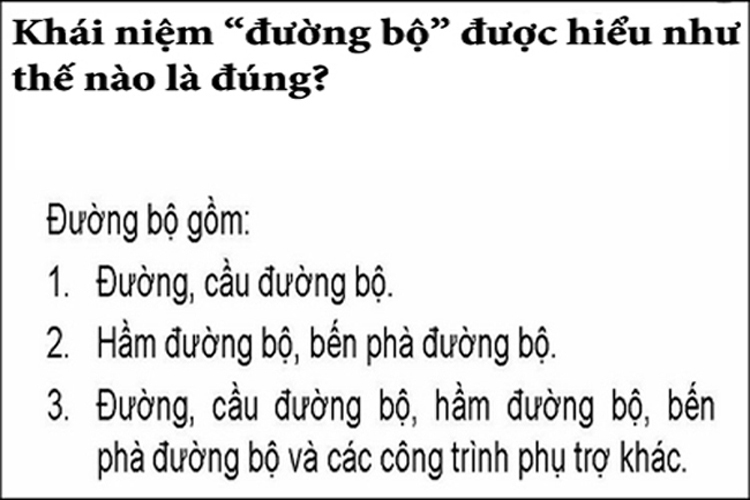 Khái niệm “đường bộ” được hiểu như
thế nào là đúng?
Đường bộ gồm:
1. Đường, cầu đường bộ.
2. Hầm đường bộ, bến phà đường bộ.
3. Đường, cầu đường bộ, hầm đường bộ, bến
phà đường bộ và các công trình phụ trợ khác.